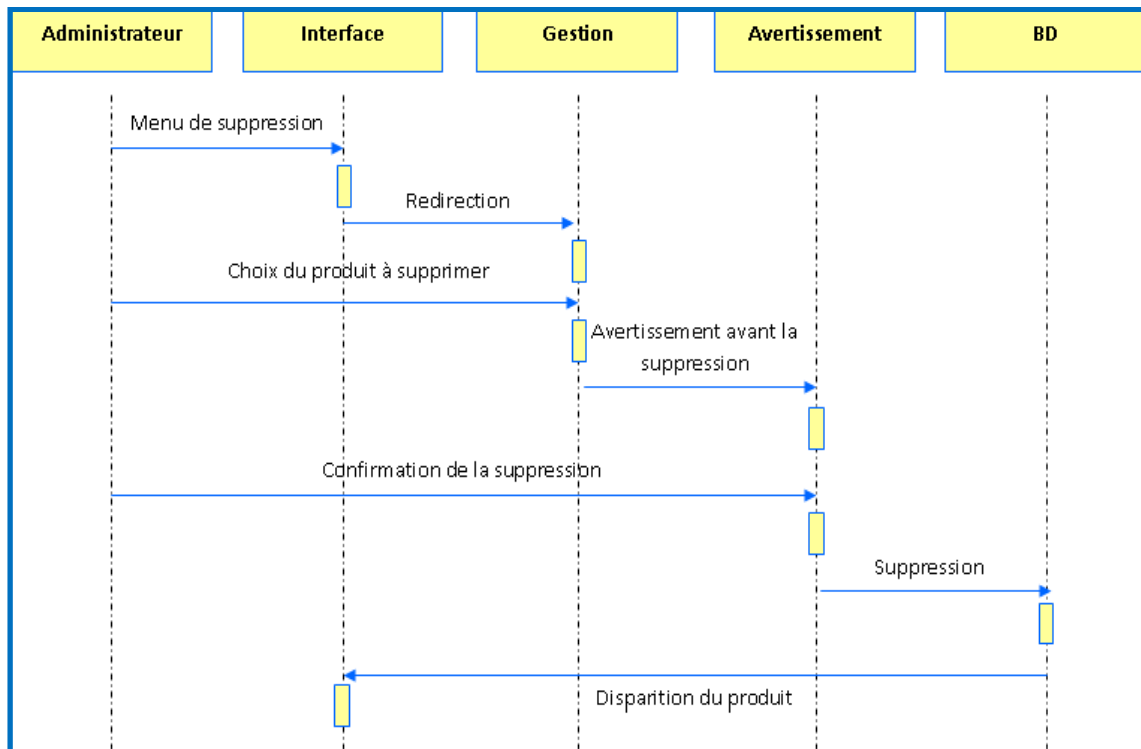 Administrateur
Interface
Gestion
Avertissement
BD
Menu de suppression
Redirection
Choix du produit à supprimer
Avertissement avant la
suppression
Confirmation de la suppression
Suppression
Disparition du produit